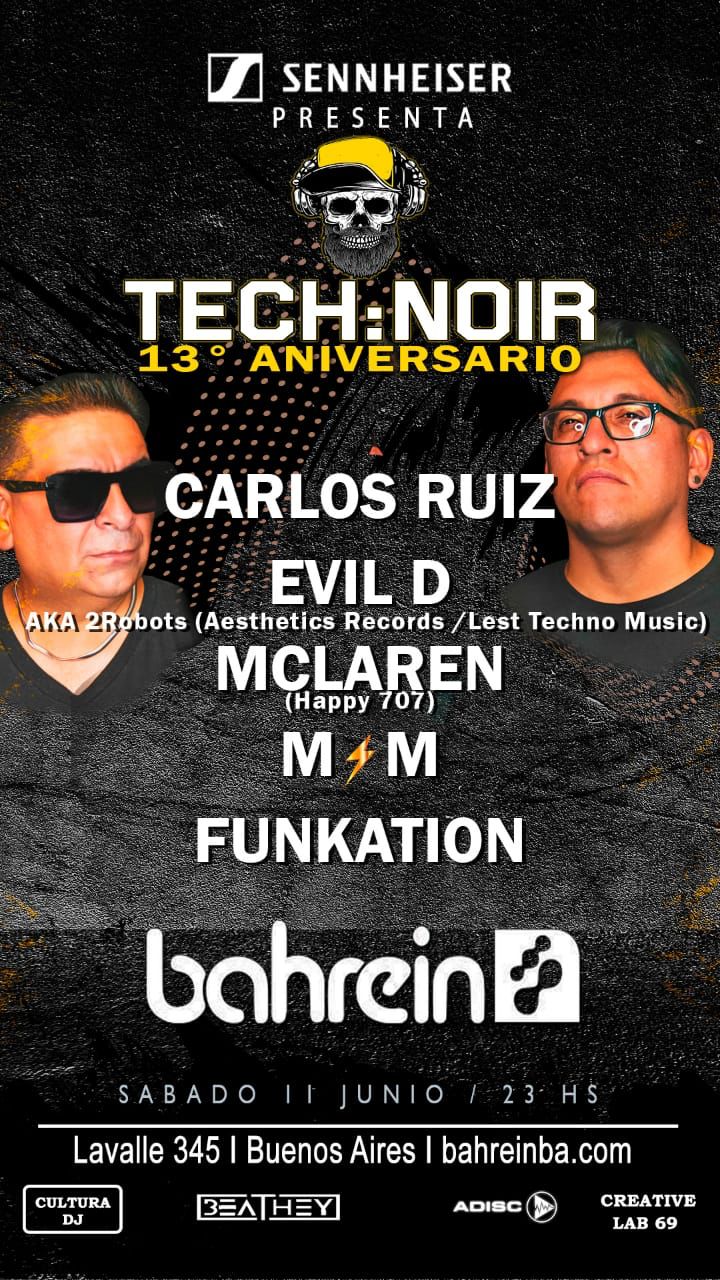 SENNHEISER
PRESENTA
TECH:NOIR
13° ANIVERSARIO
CARLOS RUIZ
EVIL D
AKA 2Robots (Aesthetics Records /Lest Techno Music)
MCLAREN
(Happy 707)
M⚡M
FUNKATION
bahrein
SABADO 11 JUNIO / 23 HS
Lavalle 345 I Buenos Aires I bahreinba.com
CULTURA DJ
BEATHEY
ADISC
CREATIVE LAB 69